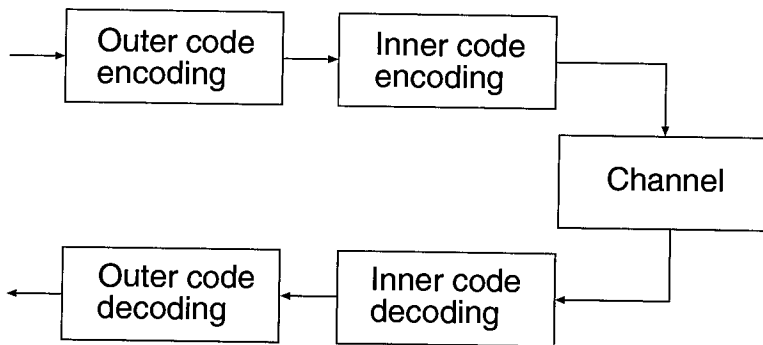 Outer code
encoding
Inner code
encoding
Channel
Outer code
decoding
Inner code
decoding